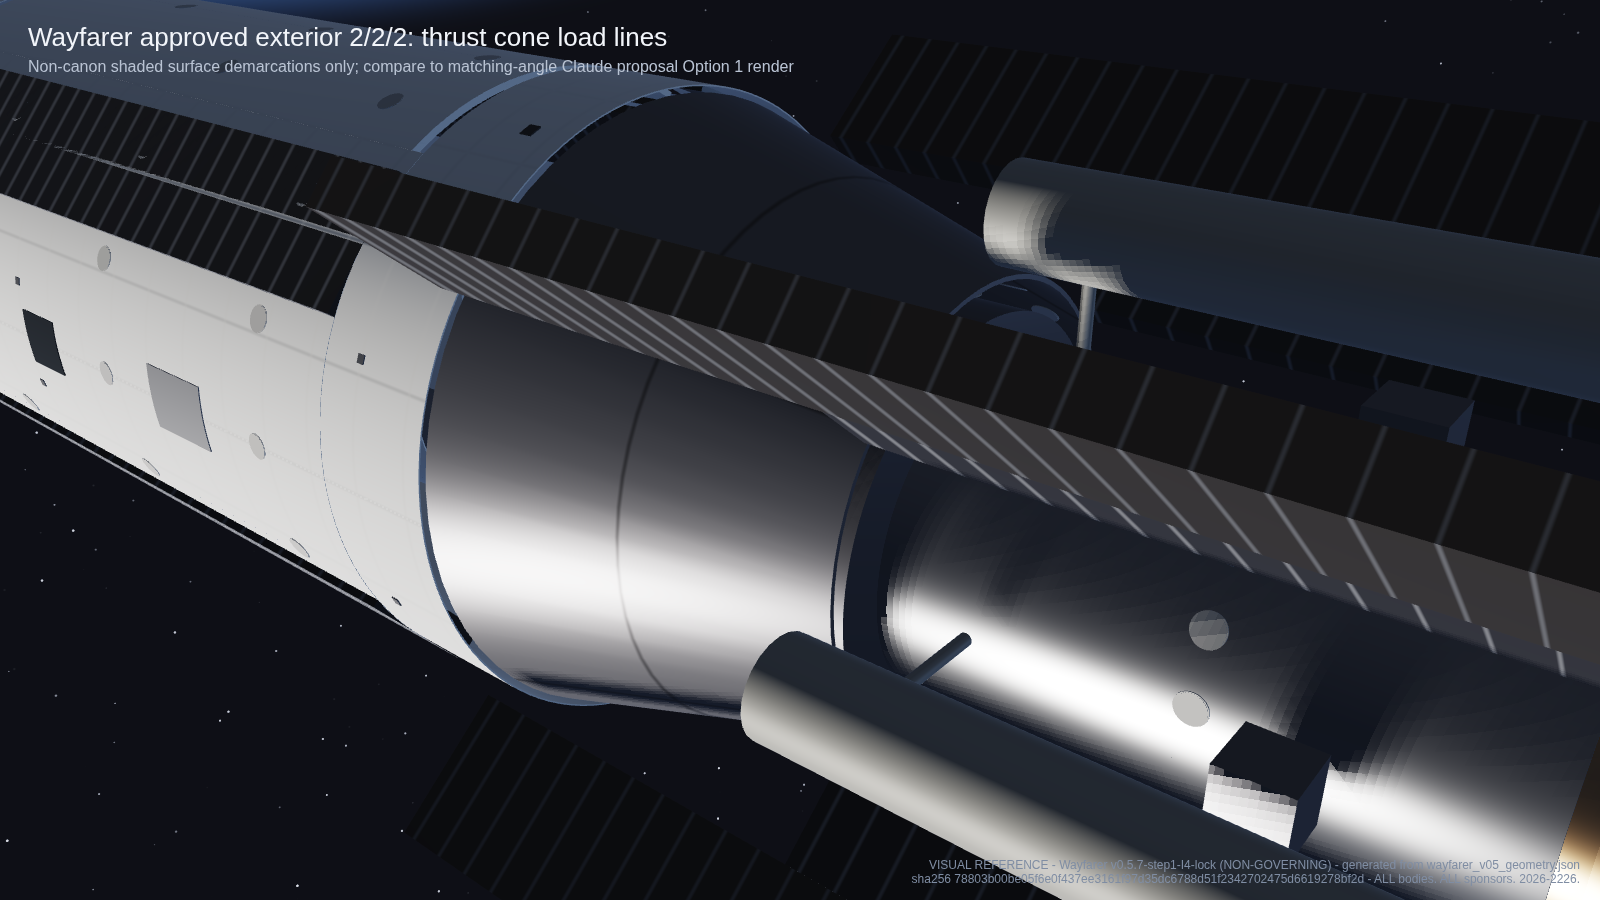 Wayfarer approved exterior 2/2/2: thrust cone load lines
Non-canon shaded surface demarcations only; compare to matching-angle Claude proposal Option 1 render
VISUAL REFERENCE - Wayfarer v0.5.7-step1-l4-lock (NON-GOVERNING) - generated from wayfarer_v05_geometry.json
- ALL bodies. ALL sponsors. 2026-2226.